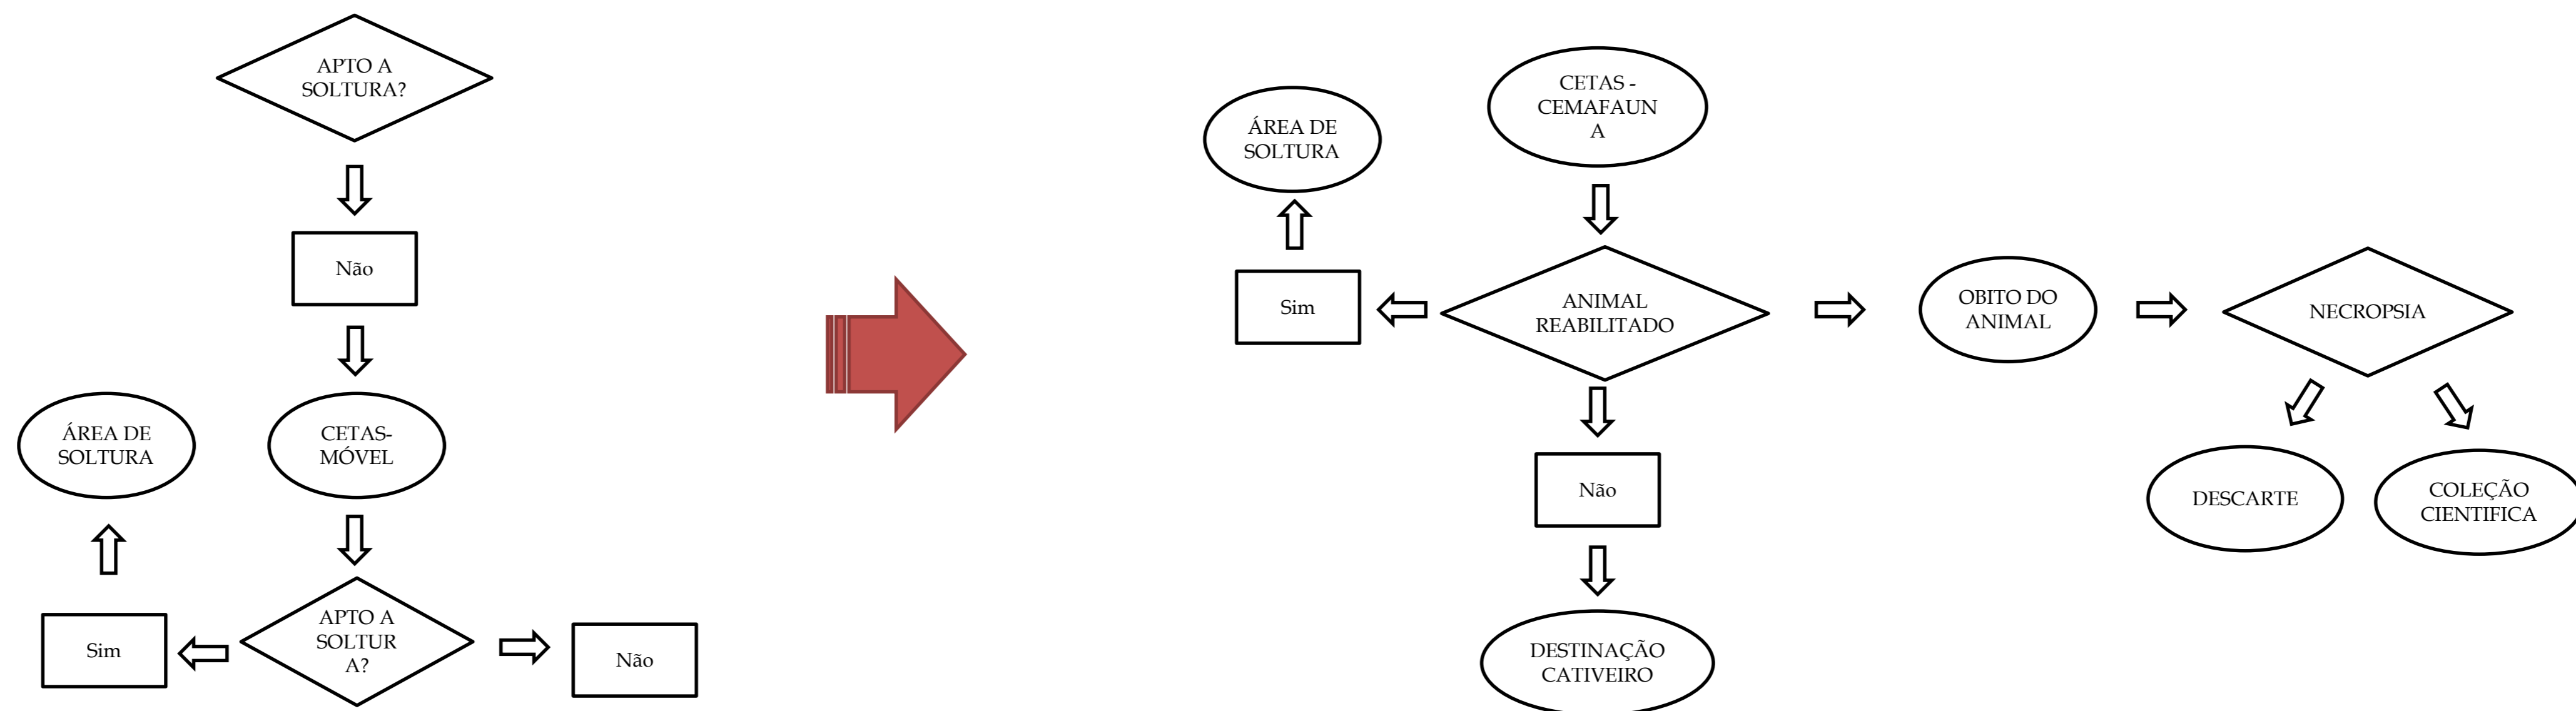 APTO A
SOLTURA?
Não
ÁREA DE
SOLTURA
CETAS-
MÓVEL
Sim
APTO A
SOLTUR
A?
Não
CETAS -
CEMAFAUN
A
ÁREA DE
SOLTURA
Sim
ANIMAL
REABILITADO
OBITO DO
ANIMAL
NECROPSIA
Não
DESCARTE
COLEÇÃO
CIENTIFICA
DESTINAÇÃO
CATIVEIRO